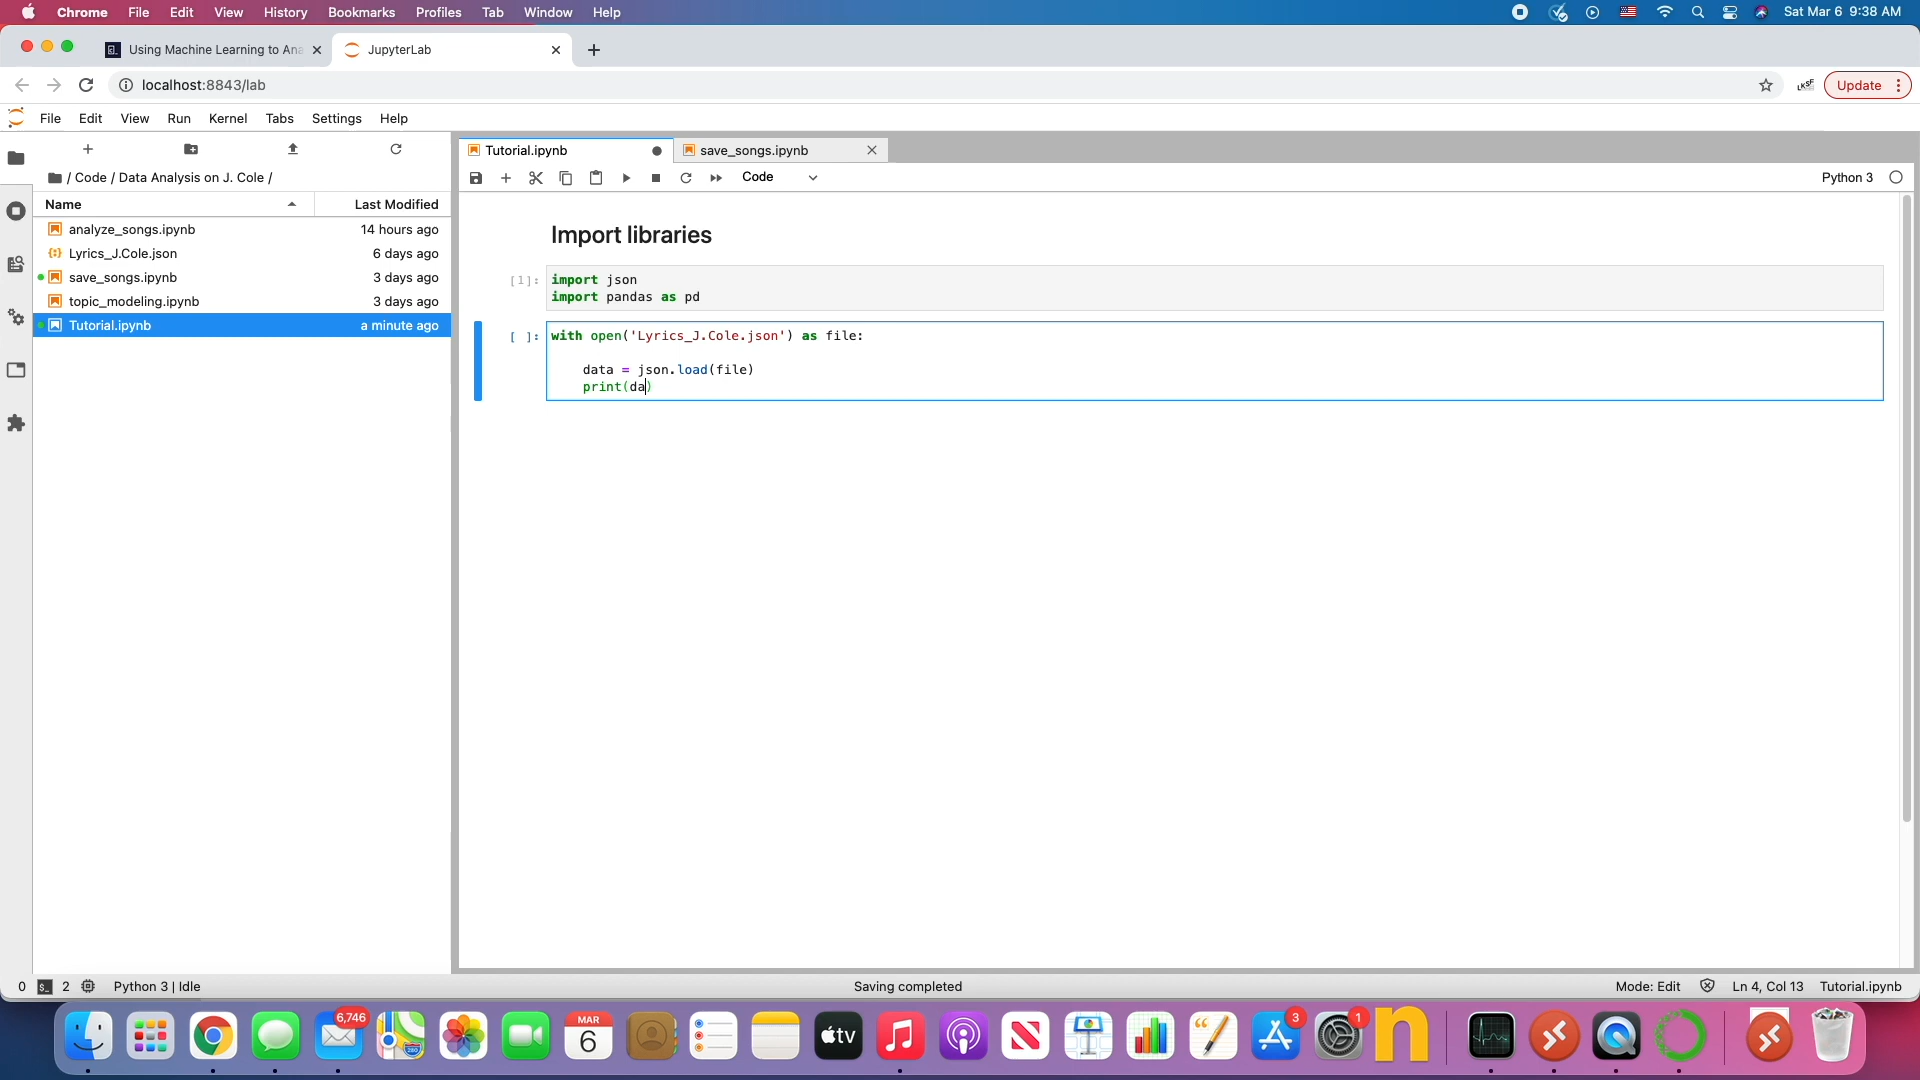 Chrome File Edit View History Bookmarks Profiles Tab Window Help Sat Mar 6 9:38 AM
Using Machine Learning to Ana JupyterLab
localhost:8843/lab Update
File Edit View Run Kernel Tabs Settings Help
/ Code / Data Analysis on J. Cole /
Name Last Modified
analyze_songs.ipynb 14 hours ago
Lyrics_J.Cole.json 6 days ago
save_songs.ipynb 3 days ago
topic_modeling.ipynb 3 days ago
Tutorial.ipynb a minute ago
Tutorial.ipynb save_songs.ipynb
Code Python 3
Import libraries
[1]: import json
import pandas as pd
[ ]: with open('Lyrics_J.Cole.json') as file:
data = json.load(file)
print(da)
0 2 Python 3 | Idle Saving completed Mode: Edit Ln 4, Col 13 Tutorial.ipynb
6,746 MAR 6 tv 3 1 n